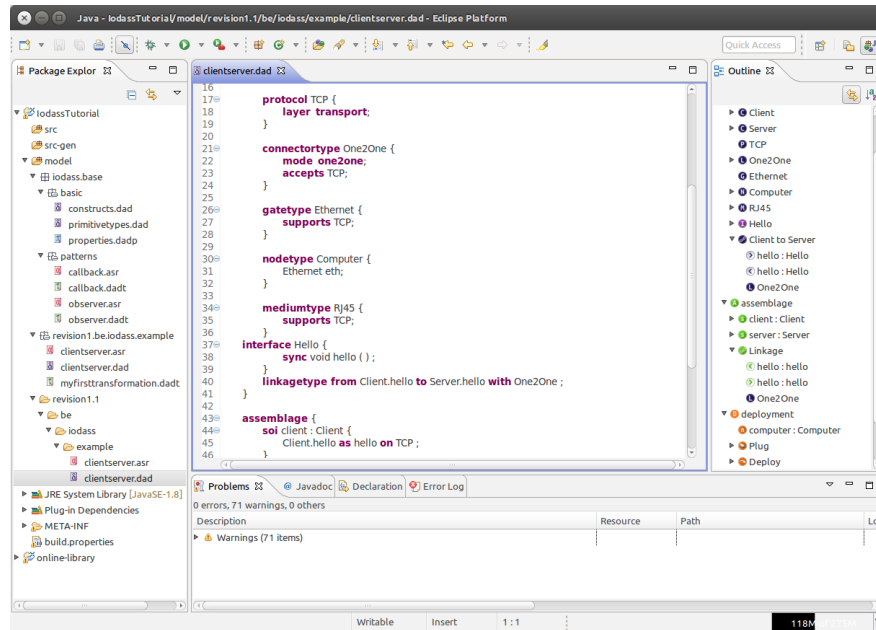 Java - IodassTutorial/model/revision1.1/be/iodass/example/clientserver.dad - Eclipse Platform
Quick Access
Package Explor
IodassTutorial
src
src-gen
model
iodass.base
basic
constructs.dad
primitivetypes.dad
properties.dadp
patterns
callback.asr
callback.dadt
observer.asr
observer.dadt
revision1.be.iodass.example
clientserver.asr
clientserver.dad
myfirsttransformation.dadt
revision1.1
be
iodass
example
clientserver.asr
clientserver.dad
JRE System Library [JavaSE-1.8]
Plug-in Dependencies
META-INF
build.properties
online-library
clientserver.dad
16
17 protocol TCP {
18 layer transport;
19 }
20
21 connectortype One2One {
22 mode one2one;
23 accepts TCP;
24 }
25
26 gatetype Ethernet {
27 supports TCP;
28 }
29
30 nodetype Computer {
31 Ethernet eth;
32 }
33
34 mediumtype RJ45 {
35 supports TCP;
36 }
37 interface Hello {
38 sync void hello ( ) ;
39 }
40 linkagetype from Client.hello to Server.hello with One2One ;
41 }
42
43 assemblage {
44 soi client : Client {
45 Client.hello as hello on TCP ;
46 }
Outline
Client
Server
TCP
One2One
Ethernet
Computer
RJ45
Hello
Client to Server
hello : Hello
hello : Hello
One2One
assemblage
client : Client
server : Server
Linkage
hello : hello
hello : hello
One2One
deployment
computer : Computer
Plug
Deploy
Problems
Javadoc
Declaration
Error Log
0 errors, 71 warnings, 0 others
Description Resource Path
Warnings (71 items)
Writable Insert 1 : 1
118M